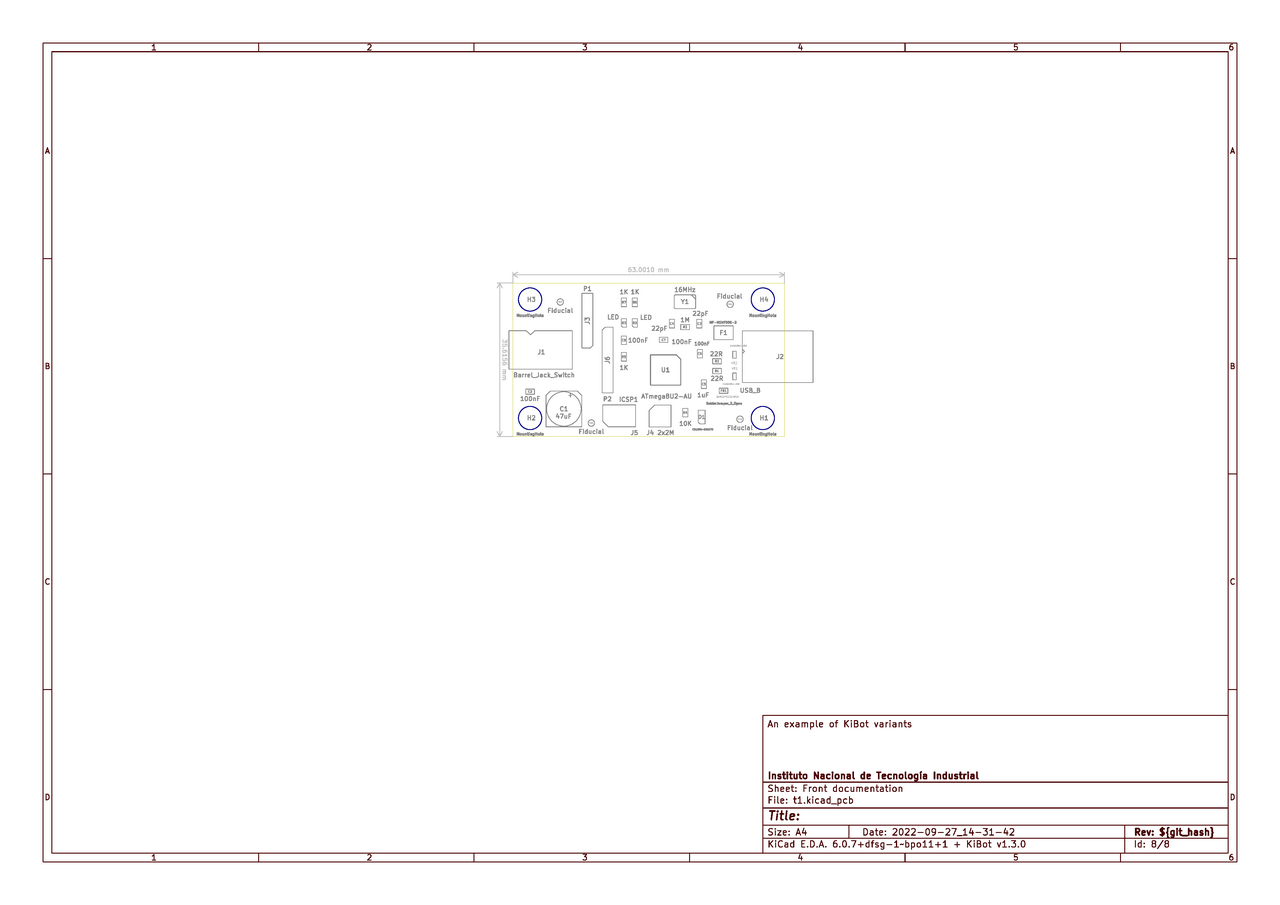 1 2 3 4 5 6
A A
B B
C C
D D
63.0010 mm
P1
1K 1K
16MHz
Fiducial
H3
Y1
H4
Fiducial
MountingHole
MountingHole
22pF
LED
LED
J3
1M
22pF
F1
100nF
100nF
100nF
J1
J6
22R
J2
1K
U1
Barrel_Jack_Switch
22R
100nF
P2
ICSP1
ATmega8U2-AU
1uF
USB_B
C1
47uF
H2
D1
H1
10K
Fiducial
Fiducial
MountingHole
J5
J4 2x2M
MountingHole
An example of KiBot variants
Instituto Nacional de Tecnología Industrial
Sheet: Front documentation
File: t1.kicad_pcb
Title:
Size: A4
Date: 2022-09-27_14-31-42
Rev: ${git_hash}
KiCad E.D.A. 6.0.7+dfsg-1~bpo11+1 + KiBot v1.3.0
Id: 8/8
1 2 3 4 5 6